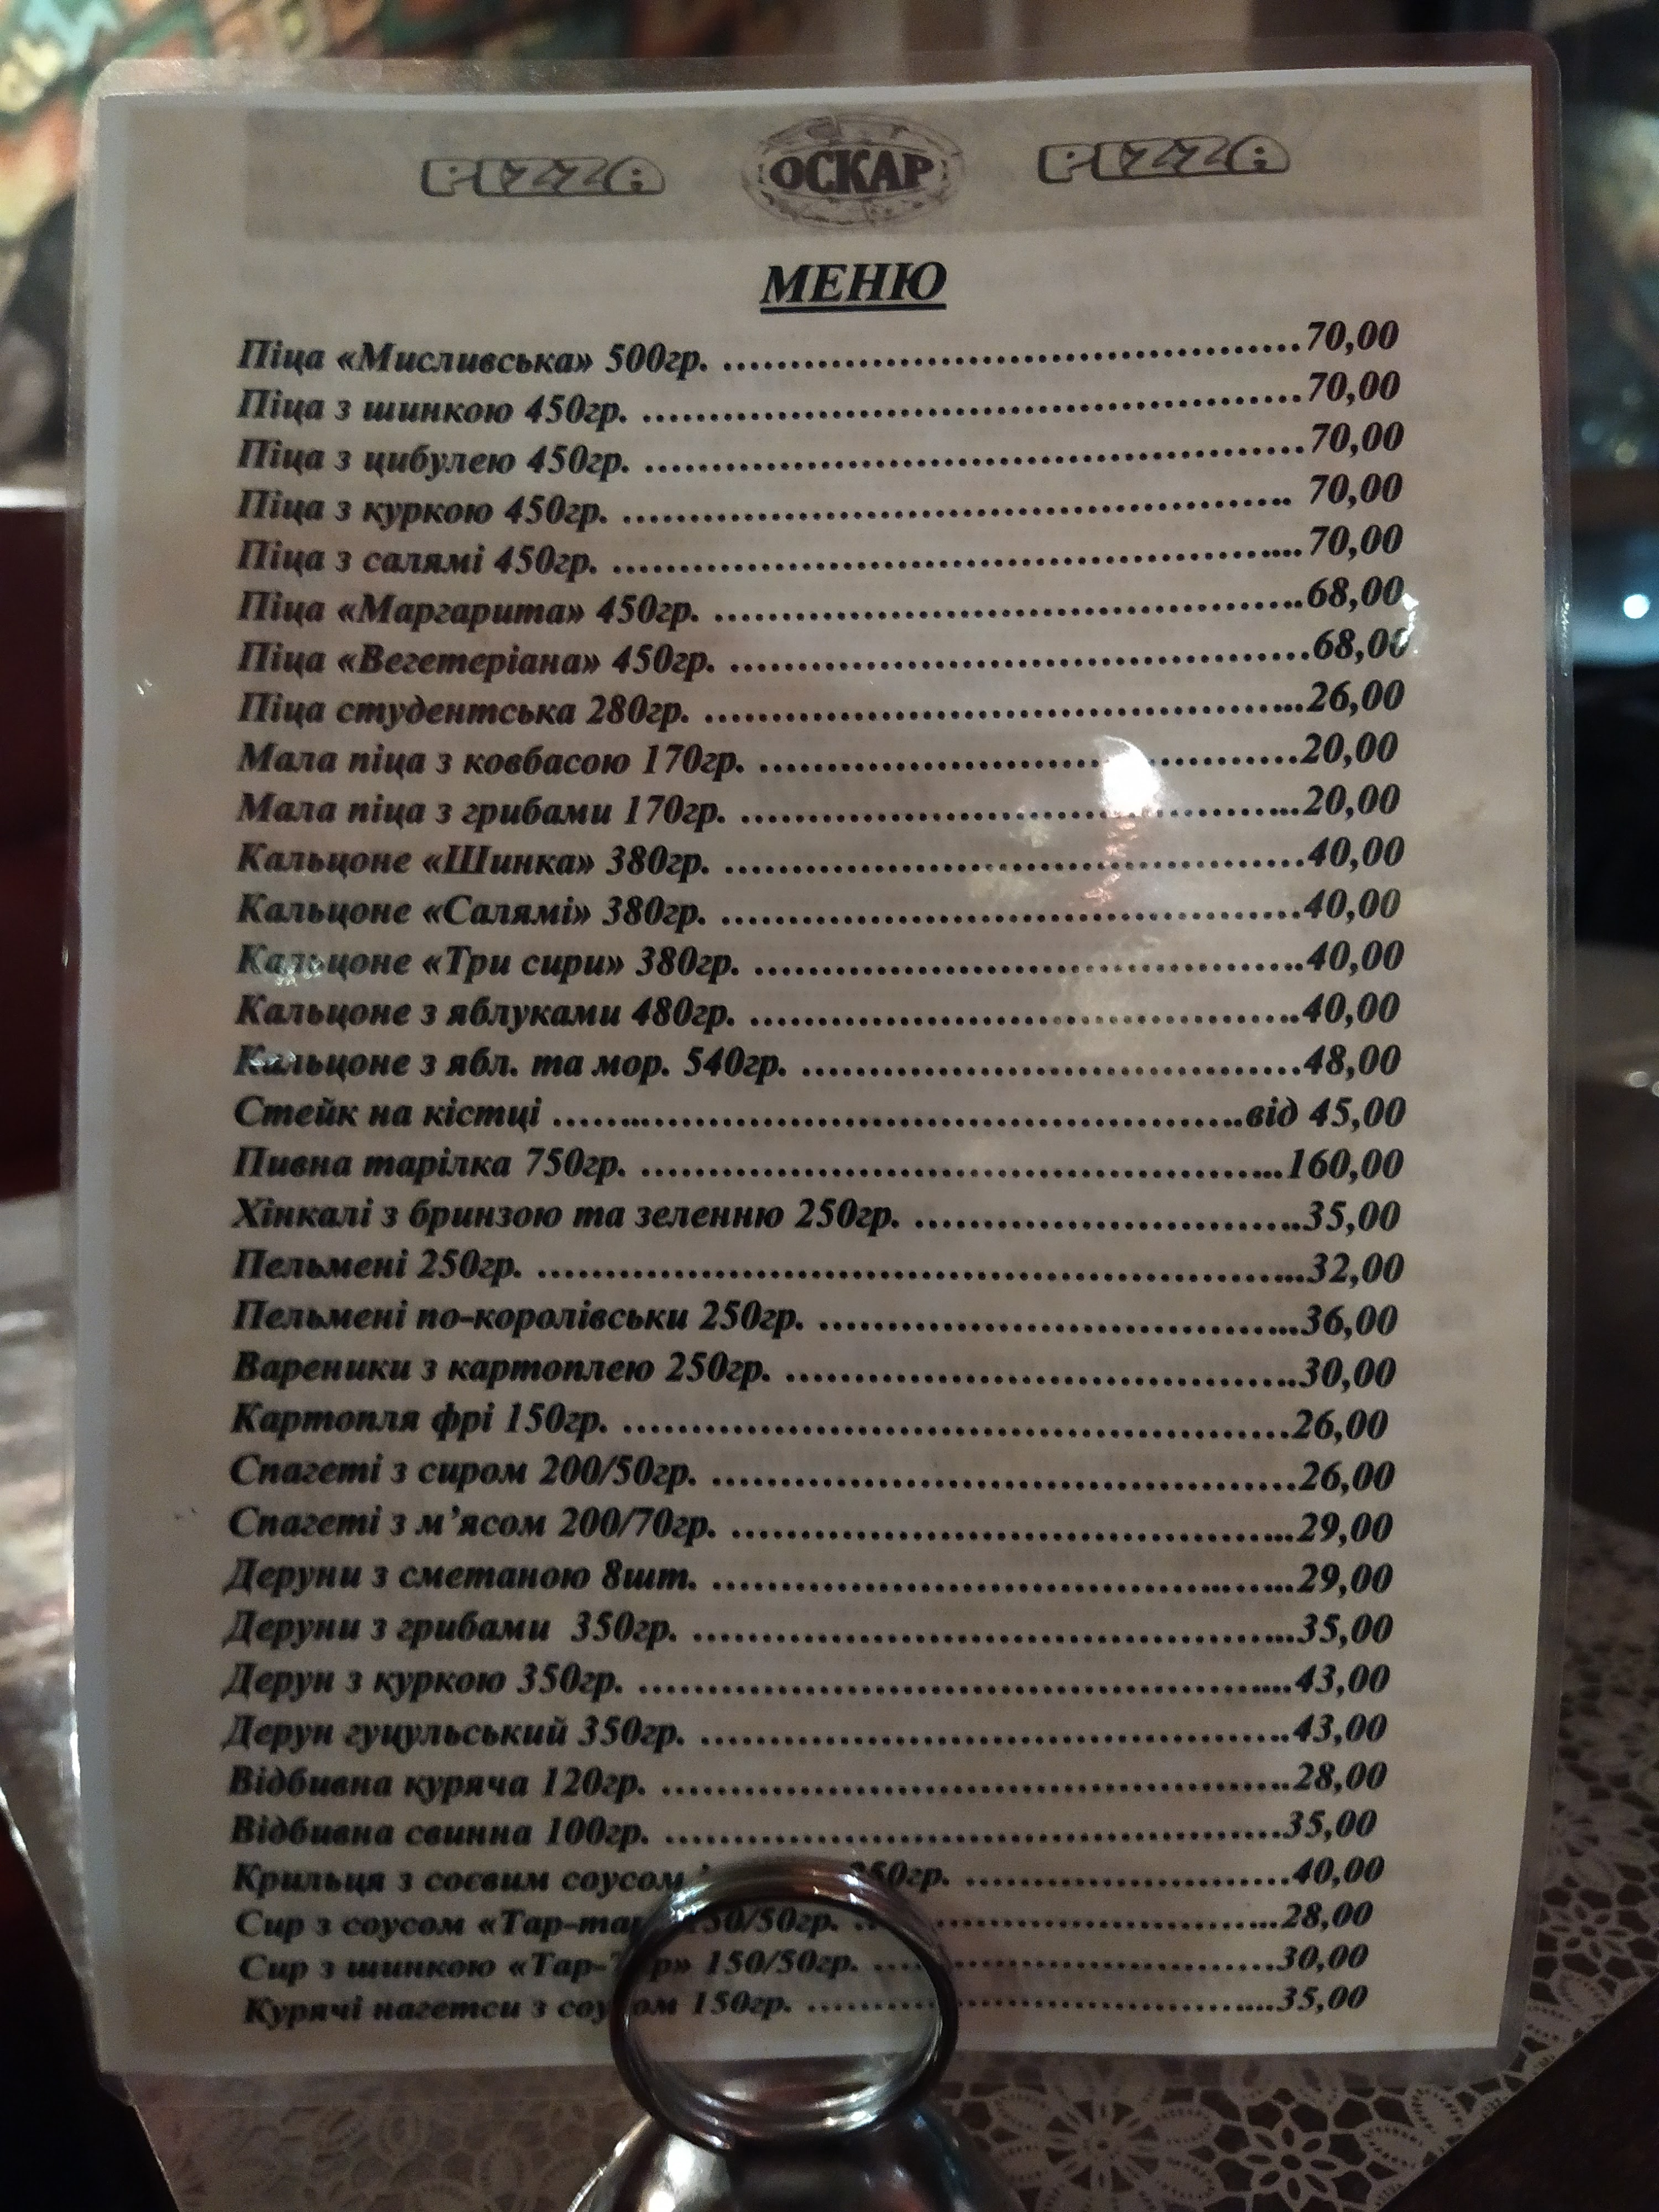 PIZZA ОСКАР PIZZA
МЕНЮ
Піца «Мисливська» 500гр. ........................................70,00
Піца з шинкою 450гр. ........................................70,00
Піца з цибулею 450гр. ........................................70,00
Піца з куркою 450гр. ........................................ 70,00
Піца з салямі 450гр. ........................................70,00
Піца «Маргарита» 450гр. ........................................68,00
Піца «Вегетеріана» 450гр. ........................................68,00
Піца студентська 280гр. ........................................26,00
Мала піца з ковбасою 170гр. ........................................20,00
Мала піца з грибами 170гр. ........................................20,00
Кальцоне «Шинка» 380гр. ........................................40,00
Кальцоне «Салямі» 380гр. ........................................40,00
Кальцоне «Три сири» 380гр. ........................................40,00
Кальцоне з яблуками 480гр. ........................................40,00
Кальцоне з ябл. та мор. 540гр. ........................................48,00
Стейк на кістці ........................................від 45,00
Пивна тарілка 750гр. ........................................160,00
Хінкалі з бринзою та зеленню 250гр. ............................35,00
Пельмені 250гр. ........................................32,00
Пельмені по-королівськи 250гр. ...................................36,00
Вареники з картоплею 250гр. ......................................30,00
Картопля фрі 150гр. ........................................26,00
Спагеті з сиром 200/50гр. ........................................26,00
Спагеті з м’ясом 200/70гр. ........................................29,00
Деруни з сметаною 8шт. ........................................29,00
Деруни з грибами 350гр. ........................................35,00
Дерун з куркою 350гр. ........................................43,00
Дерун гуцульський 350гр. ........................................43,00
Відбивна куряча 120гр. ........................................28,00
Відбивна свинна 100гр. ........................................35,00
Крильця з соєвим соусом 250гр. ........................40,00
Сир з соусом «Тар-тар» 150/50гр. ...............................28,00
Сир з шинкою «Тар-Тар» 150/50гр. ..............................30,00
Курячі нагетси з соусом 150гр. ...................................35,00